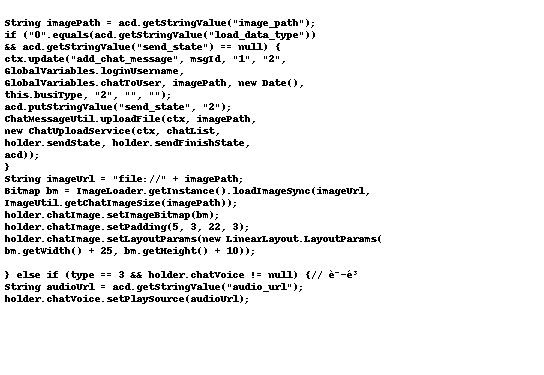 String imagePath = acd.getStringValue("image_path");
if ("0".equals(acd.getStringValue("load_data_type"))
&& acd.getStringValue("send_state") == null) {
ctx.update("add_chat_message", msgId, "1", "2",
GlobalVariables.loginUsername,
GlobalVariables.chatToUser, imagePath, new Date(),
this.busiType, "2", "", "");
acd.putStringValue("send_state", "2");
ChatMessageUtil.uploadFile(ctx, imagePath,
new ChatUploadService(ctx, chatList,
holder.sendState, holder.sendFinishState,
acd));
}
String imageUrl = "file://" + imagePath;
Bitmap bm = ImageLoader.getInstance().loadImageSync(imageUrl,
ImageUtil.getChatImageSize(imagePath));
holder.chatImage.setImageBitmap(bm);
holder.chatImage.setPadding(5, 3, 22, 3);
holder.chatImage.setLayoutParams(new LinearLayout.LayoutParams(
bm.getWidth() + 25, bm.getHeight() + 10));
} else if (type == 3 && holder.chatVoice != null) {// è¯­é³
String audioUrl = acd.getStringValue("audio_url");
holder.chatVoice.setPlaySource(audioUrl);